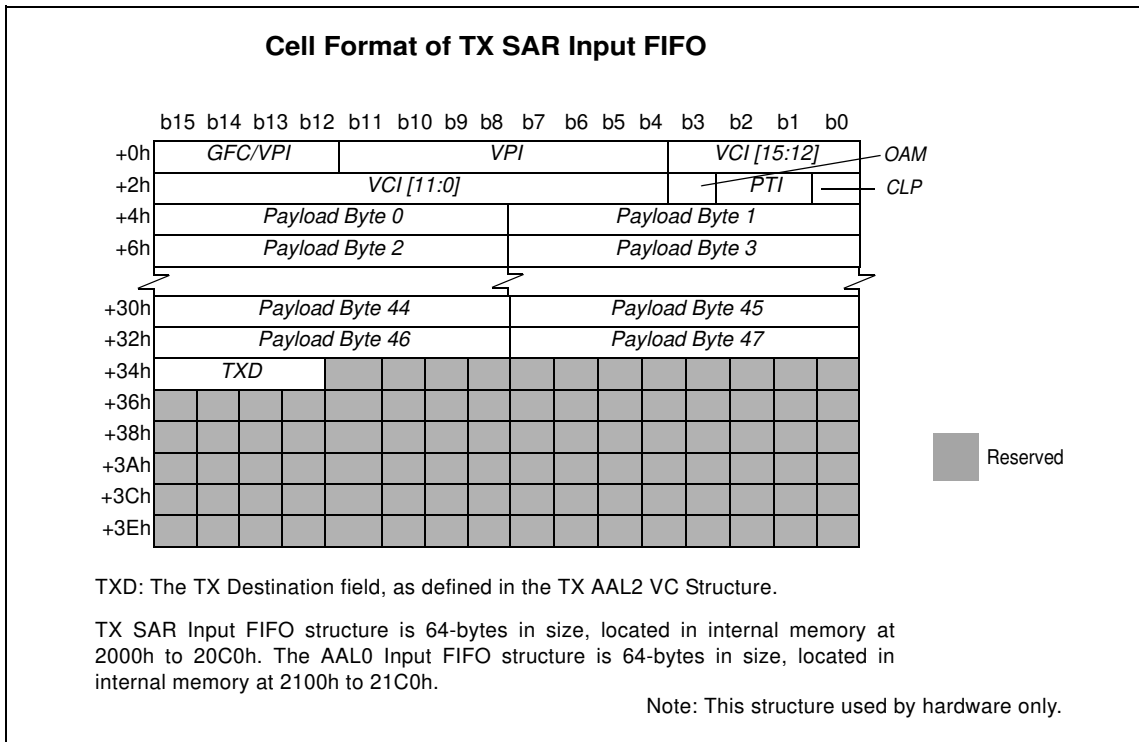 Cell Format of TX SAR Input FIFO
b15 b14 b13 b12 b11 b10 b9 b8 b7 b6 b5 b4 b3 b2 b1 b0
+0h GFC/VPI VPI VCI [15:12] OAM
+2h VCI [11:0] PTI CLP
+4h Payload Byte 0 Payload Byte 1
+6h Payload Byte 2 Payload Byte 3
+30h Payload Byte 44 Payload Byte 45
+32h Payload Byte 46 Payload Byte 47
+34h TXD
+36h
+38h
+3Ah
+3Ch
+3Eh
Reserved
TXD: The TX Destination field, as defined in the TX AAL2 VC Structure.
TX SAR Input FIFO structure is 64-bytes in size, located in internal memory at
2000h to 20C0h. The AAL0 Input FIFO structure is 64-bytes in size, located in
internal memory at 2100h to 21C0h.
Note: This structure used by hardware only.